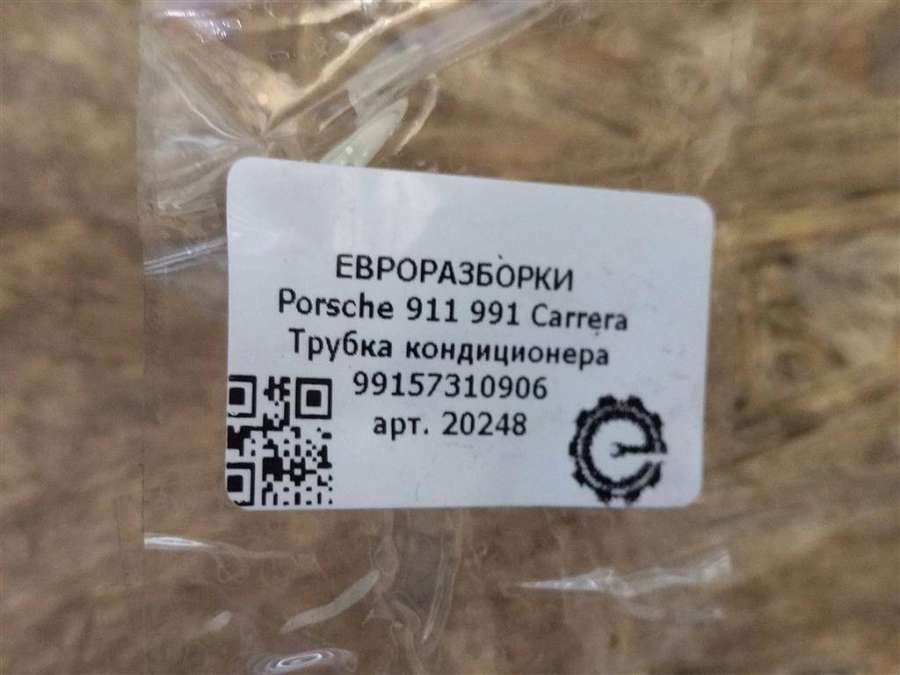 ЕВРОРАЗБОРКИ
Porsche 911 991 Carrera
Трубка кондиционера
99157310906
арт. 20248